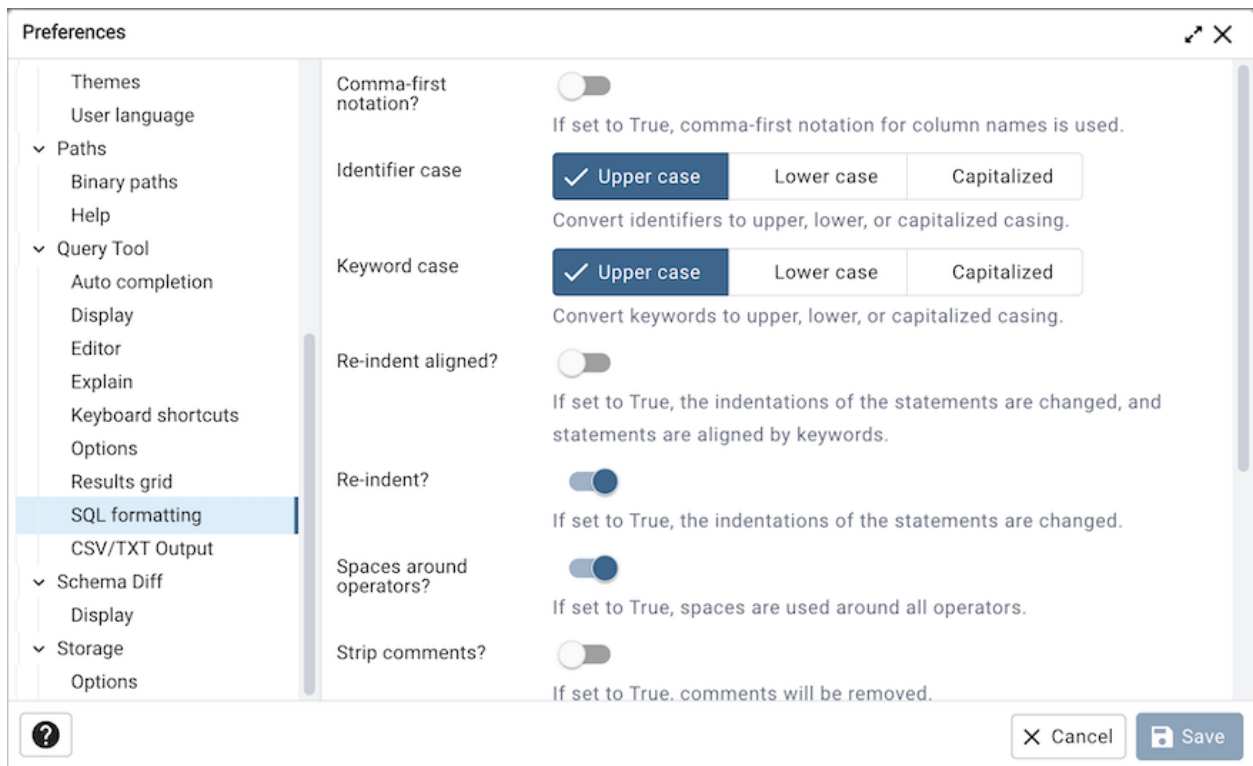 Preferences
Themes
User language
Paths
Binary paths
Help
Query Tool
Auto completion
Display
Editor
Explain
Keyboard shortcuts
Options
Results grid
SQL formatting
CSV/TXT Output
Schema Diff
Display
Storage
Options
Comma-first
notation?
If set to True, comma-first notation for column names is used.
Identifier case
Upper case Lower case Capitalized
Convert identifiers to upper, lower, or capitalized casing.
Keyword case
Upper case Lower case Capitalized
Convert keywords to upper, lower, or capitalized casing.
Re-indent aligned?
If set to True, the indentations of the statements are changed, and
statements are aligned by keywords.
Re-indent?
If set to True, the indentations of the statements are changed.
Spaces around
operators?
If set to True, spaces are used around all operators.
Strip comments?
If set to True, comments will be removed.
? Cancel Save